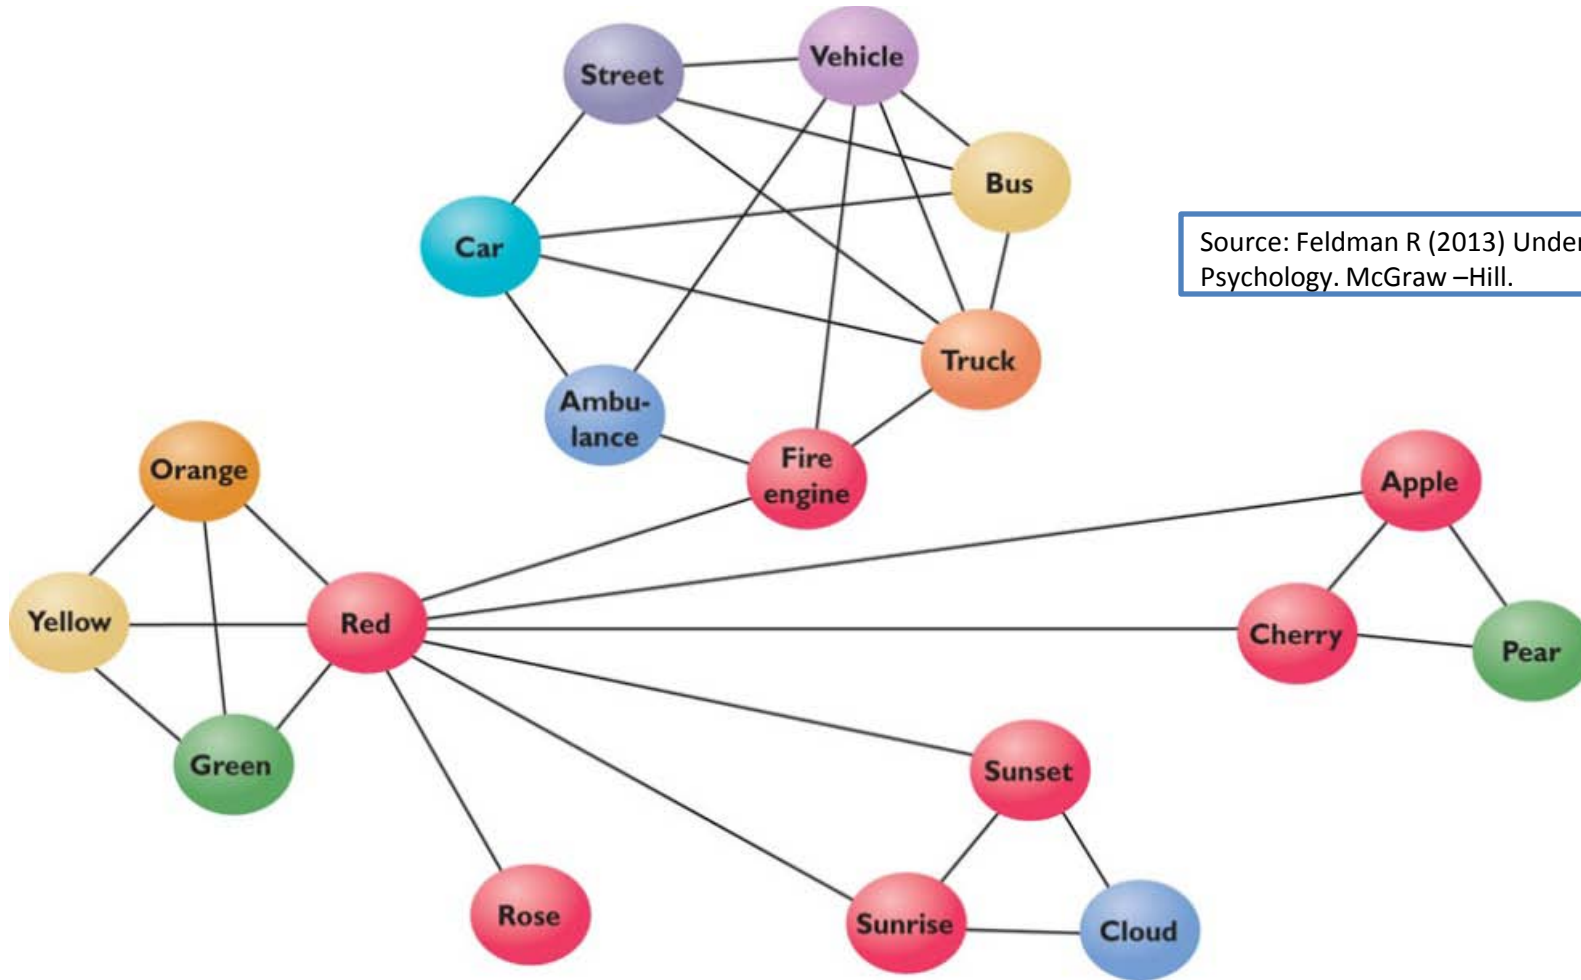 Street
Vehicle
Bus
Car
Source: Feldman R (2013) Under
Psychology. McGraw –Hill.
Truck
Ambu-
lance
Fire
engine
Orange
Apple
Yellow
Red
Cherry
Pear
Green
Sunset
Rose
Sunrise
Cloud